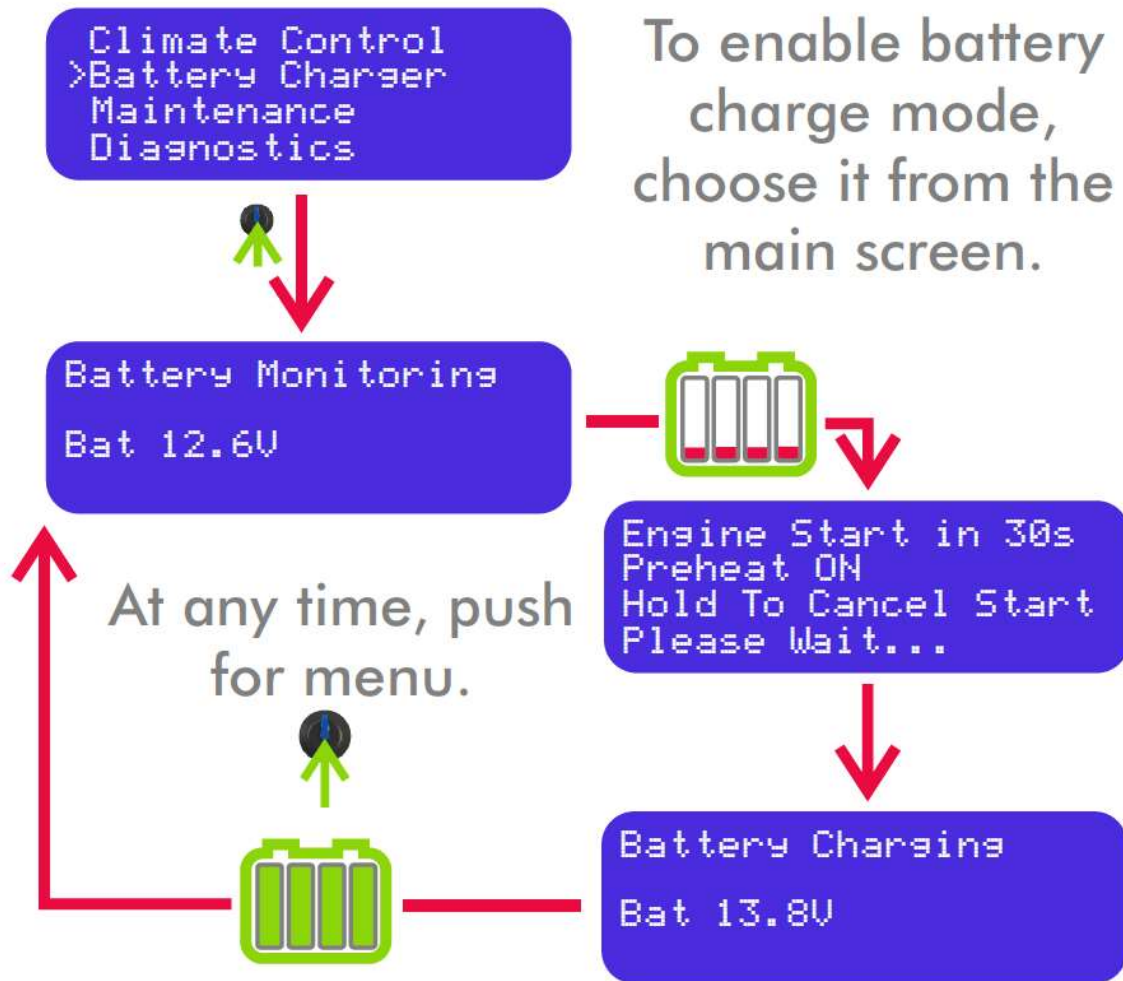 Climate Control
>Battery Charger
Maintenance
Diagnostics
To enable battery
charge mode,
choose it from the
main screen.
Battery Monitoring
Bat 12.6V
Engine Start in 30s
Preheat ON
Hold To Cancel Start
Please Wait...
At any time, push
for menu.
Battery Charging
Bat 13.8V